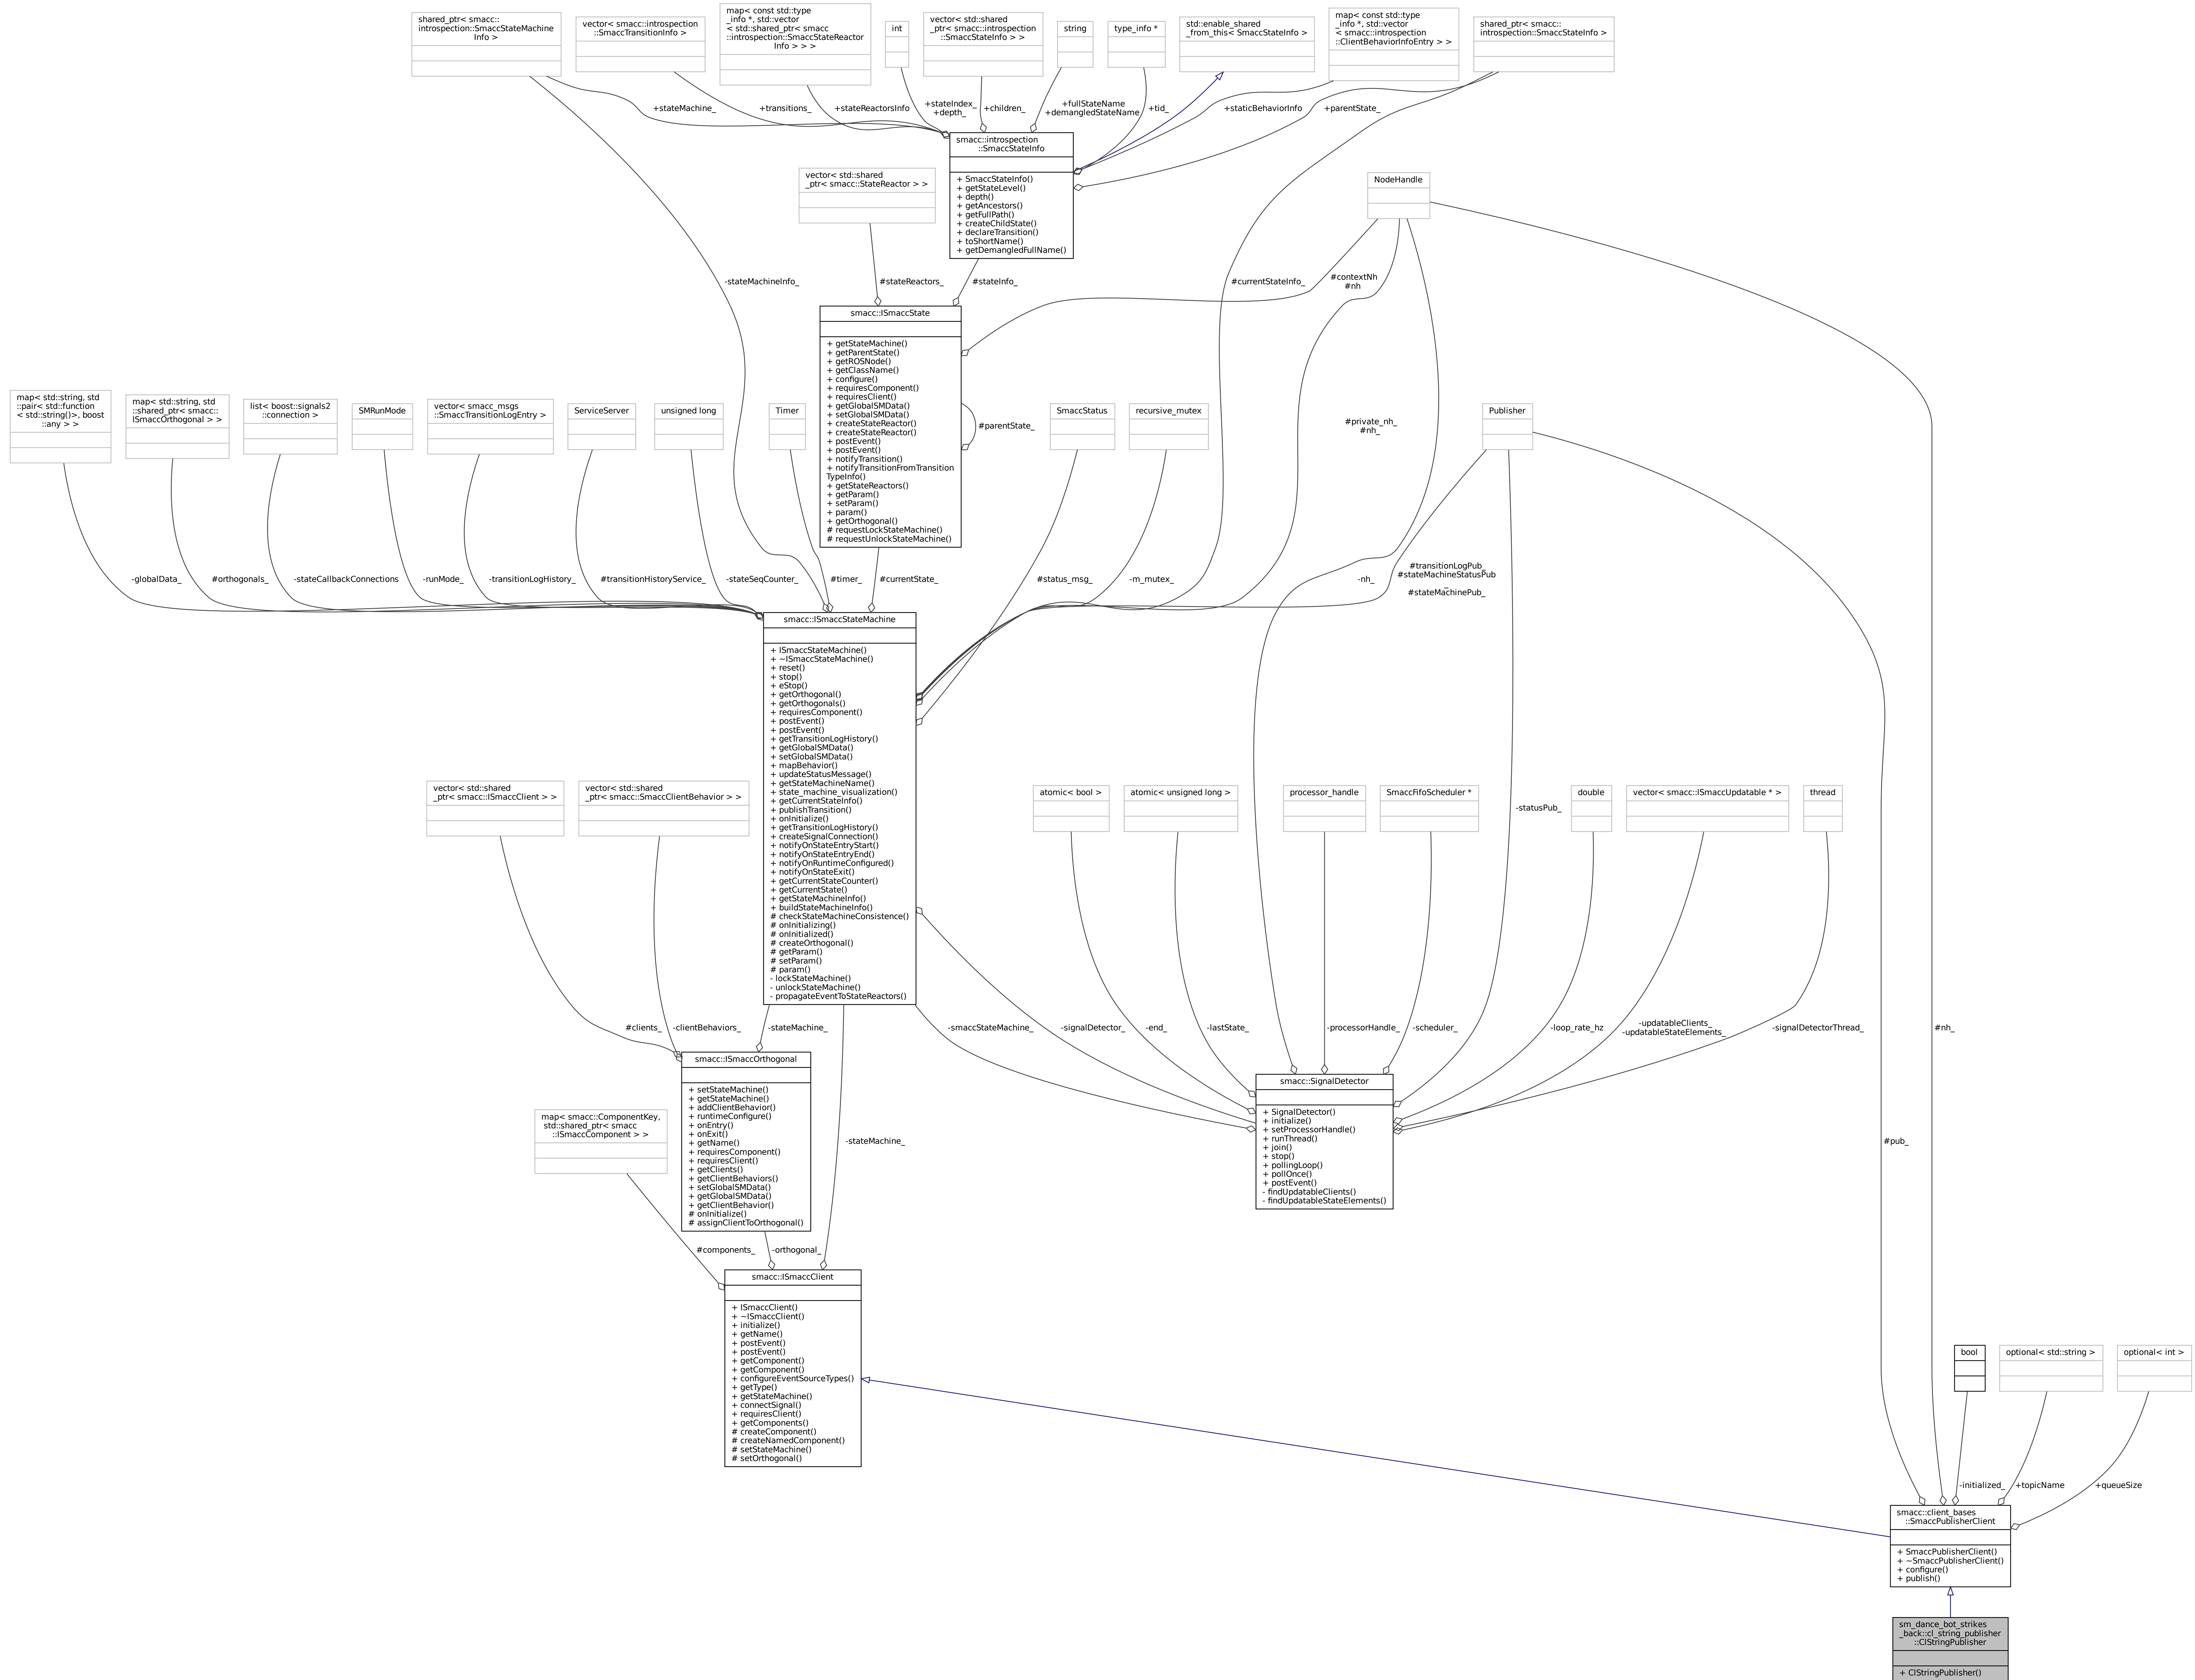 shared_ptr< smacc::
introspection::SmaccStateMachine
Info >
vector< smacc::introspection
::SmaccTransitionInfo >
map< const std::type
_info *, std::vector
< std::shared_ptr< smacc
::introspection::SmaccStateReactor
Info > > >
int
vector< std::shared
_ptr< smacc::introspection
::SmaccStateInfo > >
string
type_info *
std::enable_shared
_from_this< SmaccStateInfo >
map< const std::type
_info *, std::vector
< smacc::introspection
::ClientBehaviorInfoEntry > >
shared_ptr< smacc::
introspection::SmaccStateInfo >
+stateMachine_
+transitions_
+stateReactorsInfo
+stateIndex_
+depth_
+children_
+fullStateName
+demangledStateName
+tid_
+staticBehaviorInfo
+parentState_
smacc::introspection
::SmaccStateInfo
+ SmaccStateInfo()
+ getStateLevel()
+ depth()
+ getAncestors()
+ getFullPath()
+ createChildState()
+ declareTransition()
+ toShortName()
+ getDemangledFullName()
vector< std::shared
_ptr< smacc::StateReactor > >
NodeHandle
-stateMachineInfo_
#stateReactors_
#stateInfo_
#currentStateInfo_
#contextNh
#nh
smacc::ISmaccState
+ getStateMachine()
+ getParentState()
+ getROSNode()
+ getClassName()
+ configure()
+ requiresComponent()
+ requiresClient()
+ getGlobalSMData()
+ setGlobalSMData()
+ createStateReactor()
+ createStateReactor()
+ postEvent()
+ postEvent()
+ notifyTransition()
+ notifyTransitionFromTransition
TypeInfo()
+ getStateReactors()
+ getParam()
+ setParam()
+ param()
+ getOrthogonal()
# requestLockStateMachine()
# requestUnlockStateMachine()
#parentState_
map< std::string, std
::pair< std::function
< std::string()>, boost
::any > >
map< std::string, std
::shared_ptr< smacc::
ISmaccOrthogonal > >
list< boost::signals2
::connection >
SMRunMode
vector< smacc_msgs
::SmaccTransitionLogEntry >
ServiceServer
unsigned long
Timer
SmaccStatus
recursive_mutex
Publisher
#private_nh_
#nh_
-globalData_
#orthogonals_
-stateCallbackConnections
-runMode_
-transitionLogHistory_
#transitionHistoryService_
-stateSeqCounter_
#timer_
#currentState_
#status_msg_
-m_mutex_
-nh_
#transitionLogPub_
#stateMachineStatusPub
_
#stateMachinePub_
smacc::ISmaccStateMachine
+ ISmaccStateMachine()
+ ~ISmaccStateMachine()
+ reset()
+ stop()
+ eStop()
+ getOrthogonal()
+ getOrthogonals()
+ requiresComponent()
+ postEvent()
+ postEvent()
+ getTransitionLogHistory()
+ getGlobalSMData()
+ setGlobalSMData()
+ mapBehavior()
+ updateStatusMessage()
+ getStateMachineName()
+ state_machine_visualization()
+ getCurrentStateInfo()
+ publishTransition()
+ onInitialize()
+ getTransitionLogHistory()
+ createSignalConnection()
+ notifyOnStateEntryStart()
+ notifyOnStateEntryEnd()
+ notifyOnRuntimeConfigured()
+ notifyOnStateExit()
+ getCurrentStateCounter()
+ getCurrentState()
+ getStateMachineInfo()
+ buildStateMachineInfo()
# checkStateMachineConsistence()
# onInitializing()
# onInitialized()
# createOrthogonal()
# getParam()
# setParam()
# param()
- lockStateMachine()
- unlockStateMachine()
- propagateEventToStateReactors()
vector< std::shared
_ptr< smacc::ISmaccClient > >
vector< std::shared
_ptr< smacc::SmaccClientBehavior > >
atomic< bool >
atomic< unsigned long >
processor_handle
SmaccFifoScheduler *
double
vector< smacc::ISmaccUpdatable * >
thread
-statusPub_
#clients_
-clientBehaviors_
-stateMachine_
-smaccStateMachine_
-signalDetector_
-end_
-lastState_
-processorHandle_
-scheduler_
-loop_rate_hz
-updatableClients_
-updatableStateElements_
-signalDetectorThread_
#nh_
smacc::ISmaccOrthogonal
+ setStateMachine()
+ getStateMachine()
+ addClientBehavior()
+ runtimeConfigure()
+ onEntry()
+ onExit()
+ getName()
+ requiresComponent()
+ requiresClient()
+ getClients()
+ getClientBehaviors()
+ setGlobalSMData()
+ getGlobalSMData()
+ getClientBehavior()
# onInitialize()
# assignClientToOrthogonal()
smacc::SignalDetector
+ SignalDetector()
+ initialize()
+ setProcessorHandle()
+ runThread()
+ join()
+ stop()
+ pollingLoop()
+ pollOnce()
+ postEvent()
- findUpdatableClients()
- findUpdatableStateElements()
map< smacc::ComponentKey,
std::shared_ptr< smacc
::ISmaccComponent > >
-stateMachine_
#pub_
#components_
-orthogonal_
smacc::ISmaccClient
+ ISmaccClient()
+ ~ISmaccClient()
+ initialize()
+ getName()
+ postEvent()
+ postEvent()
+ getComponent()
+ getComponent()
+ configureEventSourceTypes()
+ getType()
+ getStateMachine()
+ connectSignal()
+ requiresClient()
+ getComponents()
# createComponent()
# createNamedComponent()
# setStateMachine()
# setOrthogonal()
bool
optional< std::string >
optional< int >
-initialized_
+topicName
+queueSize
smacc::client_bases
::SmaccPublisherClient
+ SmaccPublisherClient()
+ ~SmaccPublisherClient()
+ configure()
+ publish()
sm_dance_bot_strikes
_back::cl_string_publisher
::ClStringPublisher
+ ClStringPublisher()